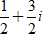 1/2 + 3/2 i